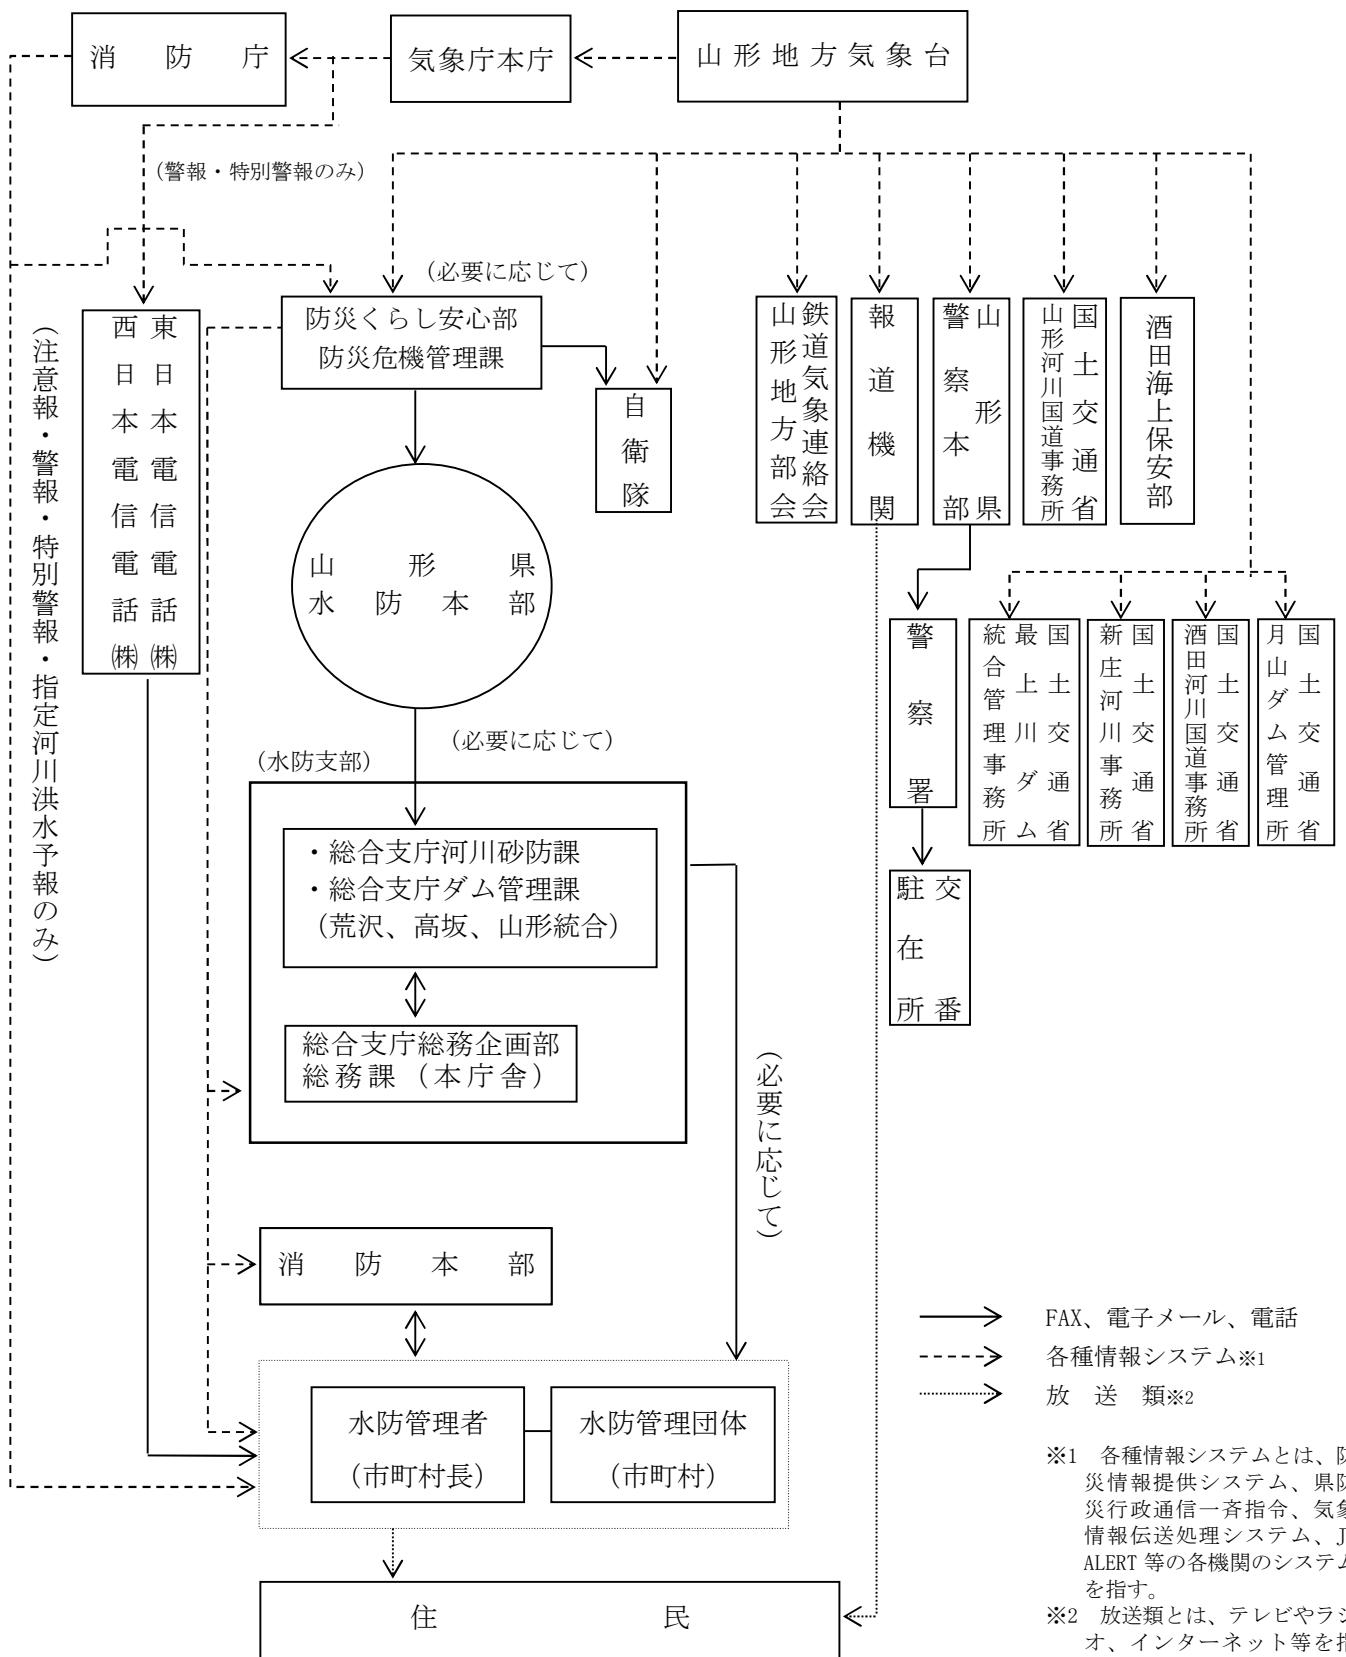 消防庁
気象庁本庁
山形地方気象台
（警報・特別警報のみ）
（必要に応じて）
防災くらし安心部
防災危機管理課
（注意報・警報・特別警報・指定河川洪水予報のみ）
東日本電信電話㈱
西日本電信電話㈱
自衛隊
鉄道気象連絡会
山形地方部会
報道機関
山形県
警察本部
国土交通省
山形河川国道事務所
酒田海上保安部
山形県
水防本部
警察署
国土交通省
最上川ダム
統合管理事務所
国土交通省
新庄河川事務所
国土交通省
酒田河川国道事務所
国土交通省
月山ダム管理所
（必要に応じて）
（水防支部）
・総合支庁河川砂防課
・総合支庁ダム管理課
（荒沢、高坂、山形統合）
交番
駐在所
総合支庁総務企画部
総務課（本庁舎）
（必要に応じて）
消防本部
水防管理者
（市町村長）
水防管理団体
（市町村）
住民
FAX、電子メール、電話
各種情報システム※1
放送類※2
※1　各種情報システムとは、防
災情報提供システム、県防
災行政通信一斉指令、気象
情報伝送処理システム、J
ALERT 等の各機関のシステム
を指す。
※2　放送類とは、テレビやラジ
オ、インターネット等を指